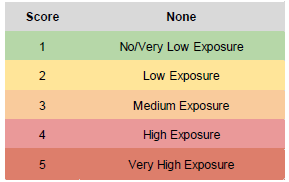 Score None
1 No/Very Low Exposure
2 Low Exposure
3 Medium Exposure
4 High Exposure
5 Very High Exposure